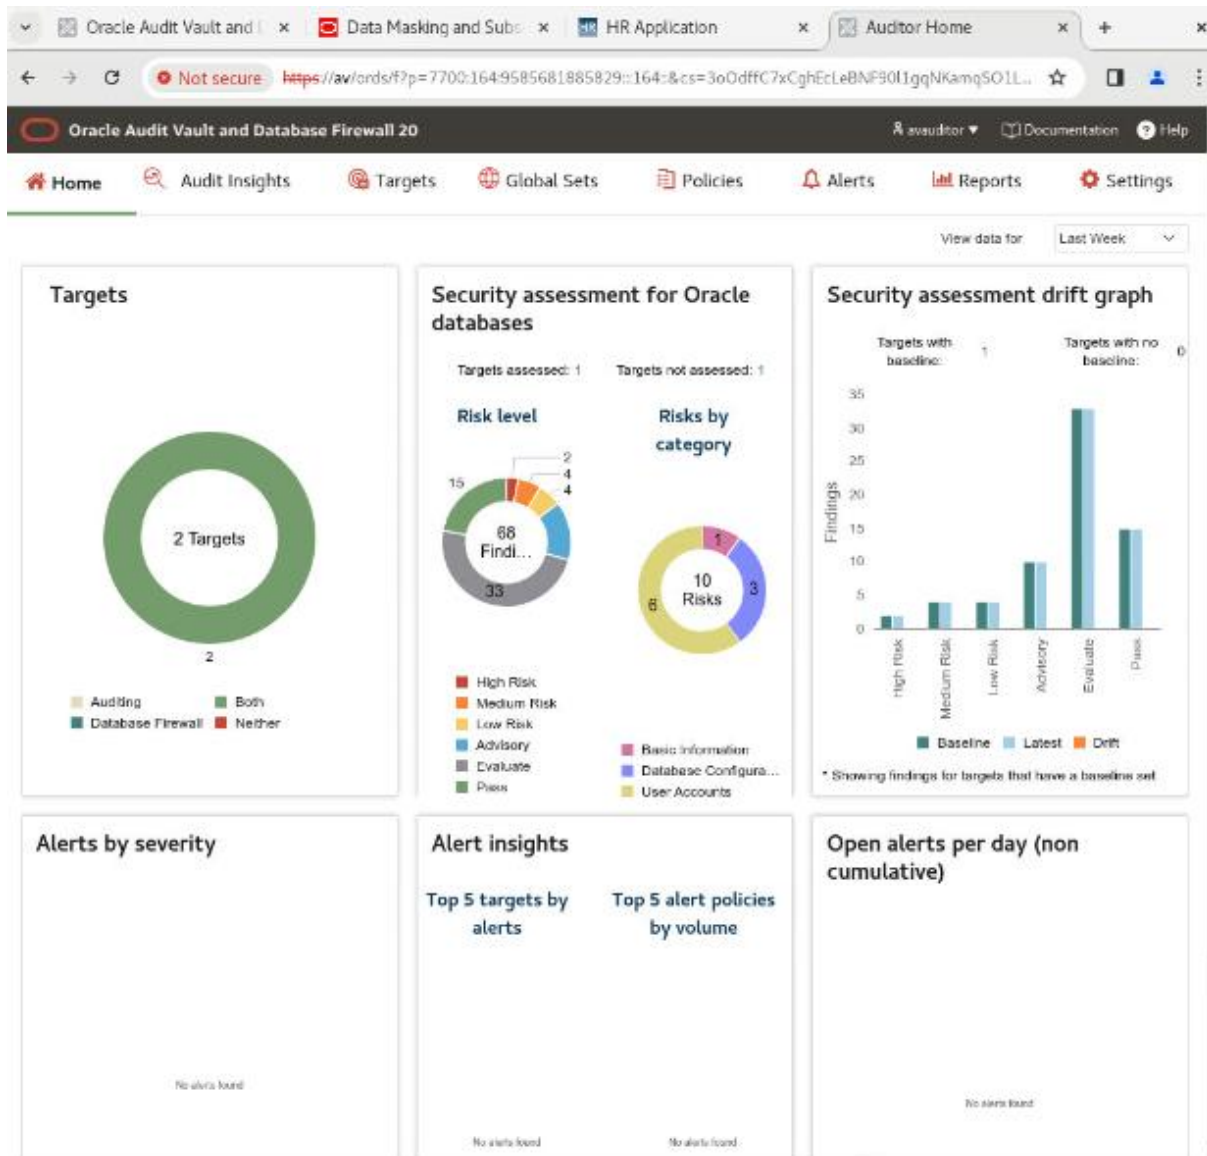 Oracle Audit Vault and
Data Masking and Subs
HR Application
Auditor Home
Not secure https://av/ords/f?p=7700:164:9585681885829::164::&cs=3oOdffC7xCghEcLeBNF90l1gqNKamqSO1L...
Oracle Audit Vault and Database Firewall 20
avauditor
Documentation
? Help
Home
Audit Insights
Targets
Global Sets
Policies
Alerts
Reports
Settings
View data for
Last Week
Targets
2 Targets
2
Auditing
Both
Database Firewall
Neither
Security assessment for Oracle
databases
Targets assessed: 1
Targets not assessed: 1
Risk level
2
4
4
15
68
Findi...
33
High Risk
Medium Risk
Low Risk
Advisory
Evaluate
Pass
Risks by
category
1
3
6
10
Risks
Basic Information
Database Configura...
User Accounts
Security assessment drift graph
Targets with
baseline:
1
Targets with no
baseline:
0
35
30
25
20
15
10
5
0
Findings
High Risk
Medium Risk
Low Risk
Advisory
Evaluate
Pass
Baseline
Latest
Drift
* Showing findings for targets that have a baseline set
Alerts by severity
No alerts found
Alert insights
Top 5 targets by
alerts
No alerts found
Top 5 alert policies
by volume
No alerts found
Open alerts per day (non
cumulative)
No alerts found